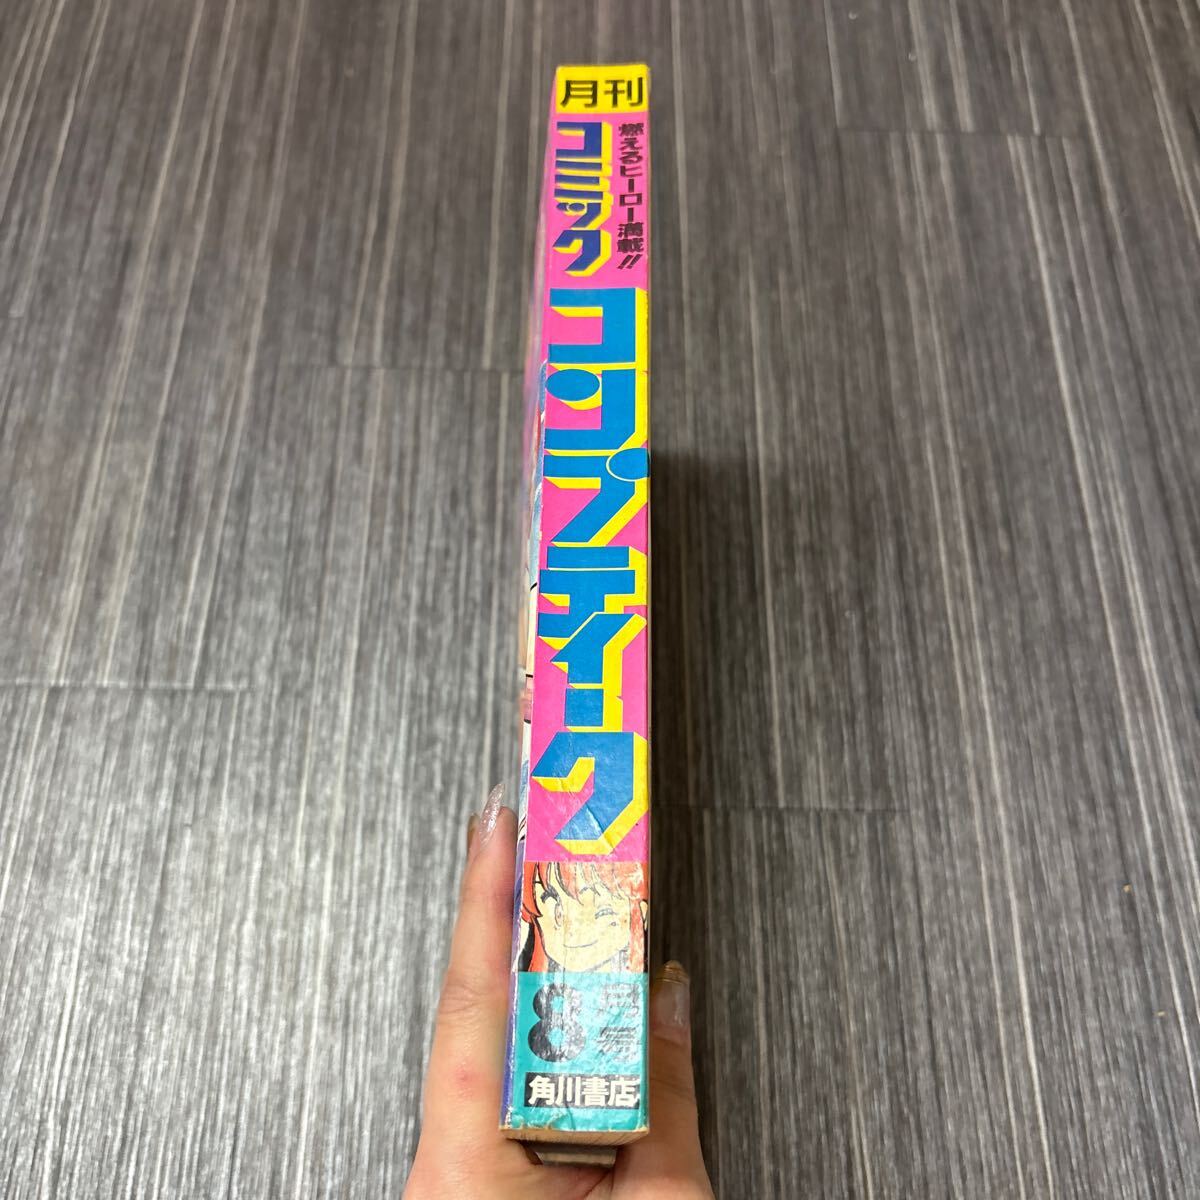 月刊
燃えるヒーロー満載!!
コミック
コンプティーク
8月号
角川書店